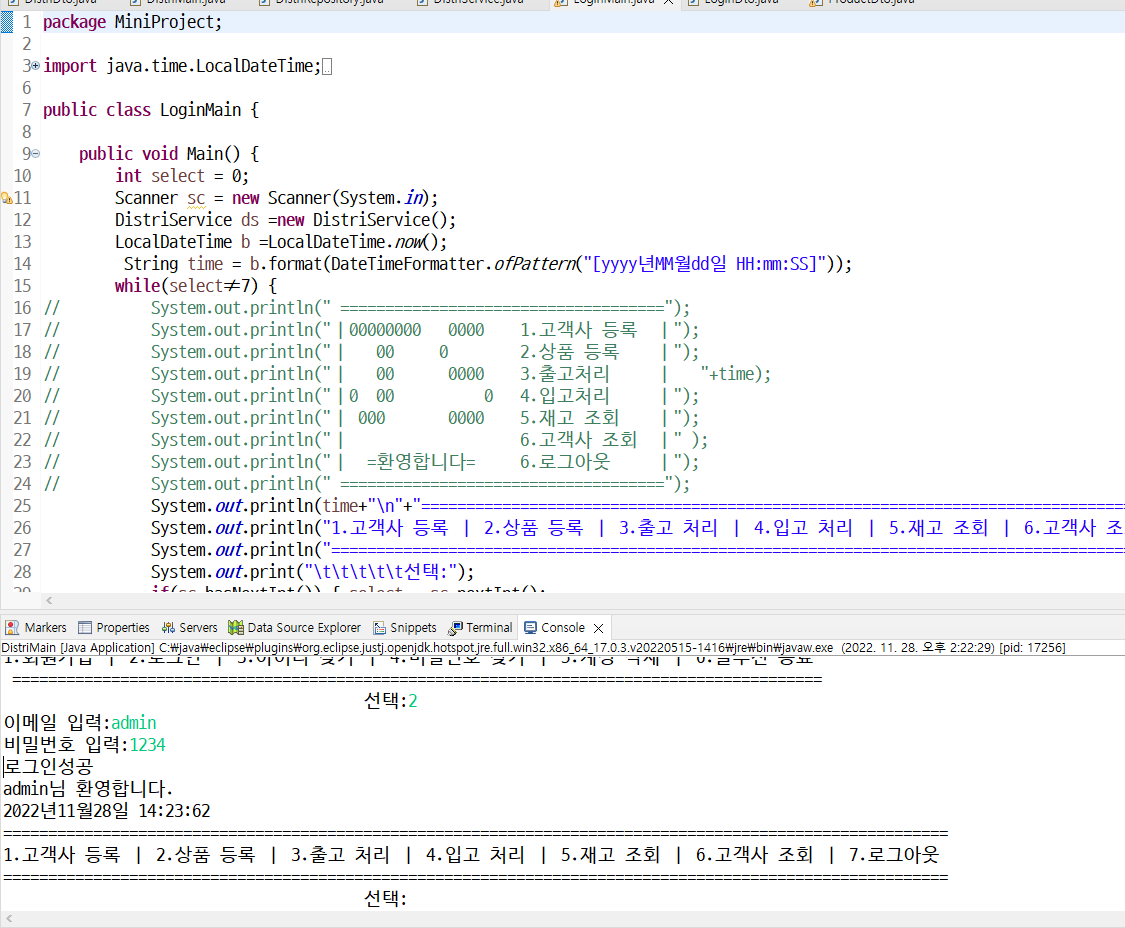 DistriDto.java DistriMain.java DistriRepository.java DistriService.java LoginMain.java LoginDto.java ProductDto.java
1 package MiniProject;
2
3 import java.time.LocalDateTime;
6
7 public class LoginMain {
8
9 public void Main() {
10 int select = 0;
11 Scanner sc = new Scanner(System.in);
12 DistriService ds =new DistriService();
13 LocalDateTime b =LocalDateTime.now();
14 String time = b.format(DateTimeFormatter.ofPattern("[yyyy년MM월dd일 HH:mm:SS]"));
15 while(select≠7) {
16 // System.out.println(" ====================================");
17 // System.out.println("|00000000   0000    1.고객사 등록  |");
18 // System.out.println("|    00     0        2.상품 등록    |");
19 // System.out.println("|    00      0000    3.출고처리      |    "+time);
20 // System.out.println("|0  00          0  4.입고처리      |");
21 // System.out.println("| 000       0000    5.재고 조회    |");
22 // System.out.println("|                    6.고객사 조회  |" );
23 // System.out.println("|  =환영합니다=     6.로그아웃      |");
24 // System.out.println(" ====================================");
25 System.out.println(time+"\n"+"==============================================================================
26 System.out.println("1.고객사 등록 | 2.상품 등록 | 3.출고 처리 | 4.입고 처리 | 5.재고 조회 | 6.고객사 조
27 System.out.println("========================================================================================
28 System.out.print("\t\t\t\t\t선택:");
29 if(sc.hasNextInt()) { select = sc.nextInt();
Markers Properties Servers Data Source Explorer Snippets Terminal Console
DistriMain [Java Application] C:₩java₩eclipse₩plugins₩org.eclipse.justj.openjdk.hotspot.jre.full.win32.x86_64_17.0.3.v20220515-1416₩jre₩bin₩javaw.exe (2022. 11. 28. 오후 2:22:29) [pid: 17256]
1.회원가입 | 2.로그인 | 3.아이디 찾기 | 4.비밀번호 찾기 | 5.계정 삭제 | 6.실무진 종료
==========================================================================================
선택:2
이메일 입력:admin
비밀번호 입력:1234
로그인성공
admin님 환영합니다.
2022년11월28일 14:23:62
=========================================================================================================
1.고객사 등록 | 2.상품 등록 | 3.출고 처리 | 4.입고 처리 | 5.재고 조회 | 6.고객사 조회 | 7.로그아웃
=========================================================================================================
선택: